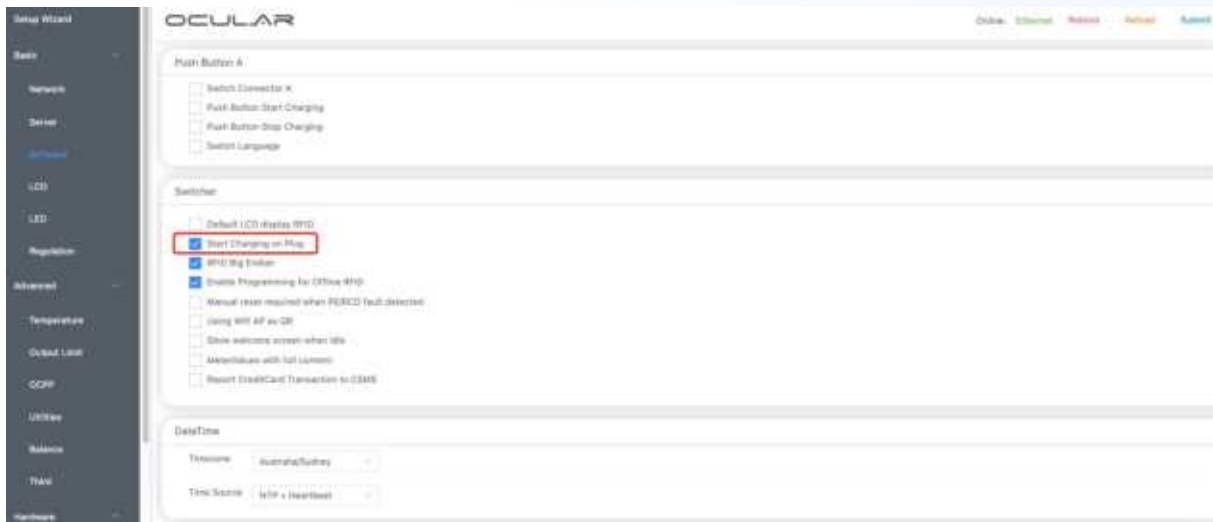 Setup Wizard
Basic
Network
Server
Software
LCD
LED
Regulation
Advanced
Temperature
Output Limit
OCPP
Utilities
Balance
Third
Hardware
OCULAR
Online: Ethernet Reboot Reload Submit
Push Button A
Switch Connector A
Push Button Start Charging
Push Button Stop Charging
Switch Language
Switcher
Default LCD display RFID
Start Charging on Plug
RFID Big Endian
Enable Programming for Offline RFID
Manual reset required when PE/RCD fault detected
Using WiFi AP as QR
Show welcome screen when idle
MeterValues with full content
Report CreditCard Transaction to CSMS
DateTime
Timezone Australia/Sydney
Time Source NTP + Heartbeat